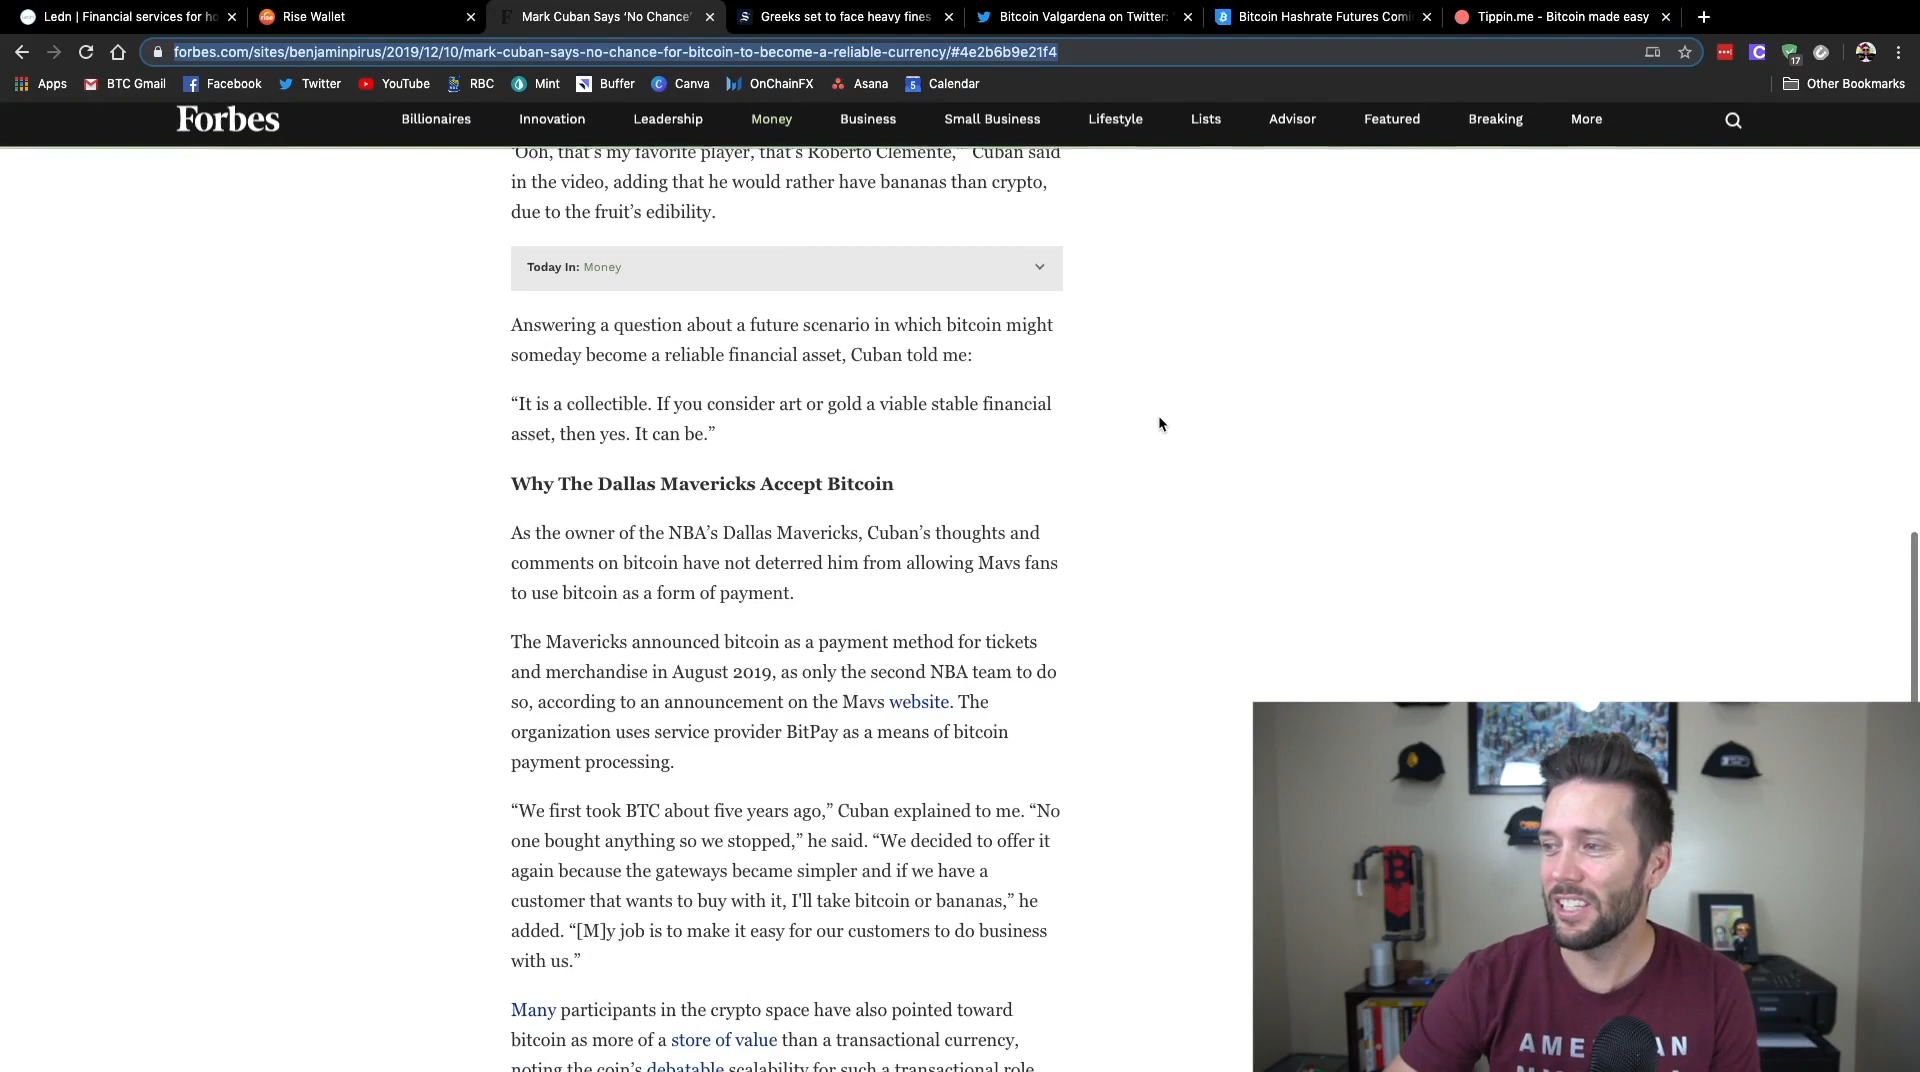 Ledn | Financial services for ho
Rise Wallet
Mark Cuban Says ‘No Chance’
Greeks set to face heavy fines
Bitcoin Valgardena on Twitter:
Bitcoin Hashrate Futures Comi
Tippin.me - Bitcoin made easy
forbes.com/sites/benjaminpirus/2019/12/10/mark-cuban-says-no-chance-for-bitcoin-to-become-a-reliable-currency/#4e2b6b9e21f4
17
Apps BTC Gmail Facebook Twitter YouTube RBC Mint Buffer Canva OnChainFX Asana 5 Calendar Other Bookmarks
Forbes Billionaires Innovation Leadership Money Business Small Business Lifestyle Lists Advisor Featured Breaking More
‘Ooh, that’s my favorite player, that’s Roberto Clemente,’” Cuban said
in the video, adding that he would rather have bananas than crypto,
due to the fruit’s edibility.
Today In: Money
Answering a question about a future scenario in which bitcoin might
someday become a reliable financial asset, Cuban told me:
“It is a collectible. If you consider art or gold a viable stable financial
asset, then yes. It can be.”
Why The Dallas Mavericks Accept Bitcoin
As the owner of the NBA’s Dallas Mavericks, Cuban’s thoughts and
comments on bitcoin have not deterred him from allowing Mavs fans
to use bitcoin as a form of payment.
The Mavericks announced bitcoin as a payment method for tickets
and merchandise in August 2019, as only the second NBA team to do
so, according to an announcement on the Mavs website. The
organization uses service provider BitPay as a means of bitcoin
payment processing.
“We first took BTC about five years ago,” Cuban explained to me. “No
one bought anything so we stopped,” he said. “We decided to offer it
again because the gateways became simpler and if we have a
customer that wants to buy with it, I'll take bitcoin or bananas,” he
added. “[M]y job is to make it easy for our customers to do business
with us.”
Many participants in the crypto space have also pointed toward
bitcoin as more of a store of value than a transactional currency,
noting the coin’s debatable scalability for such a transactional role